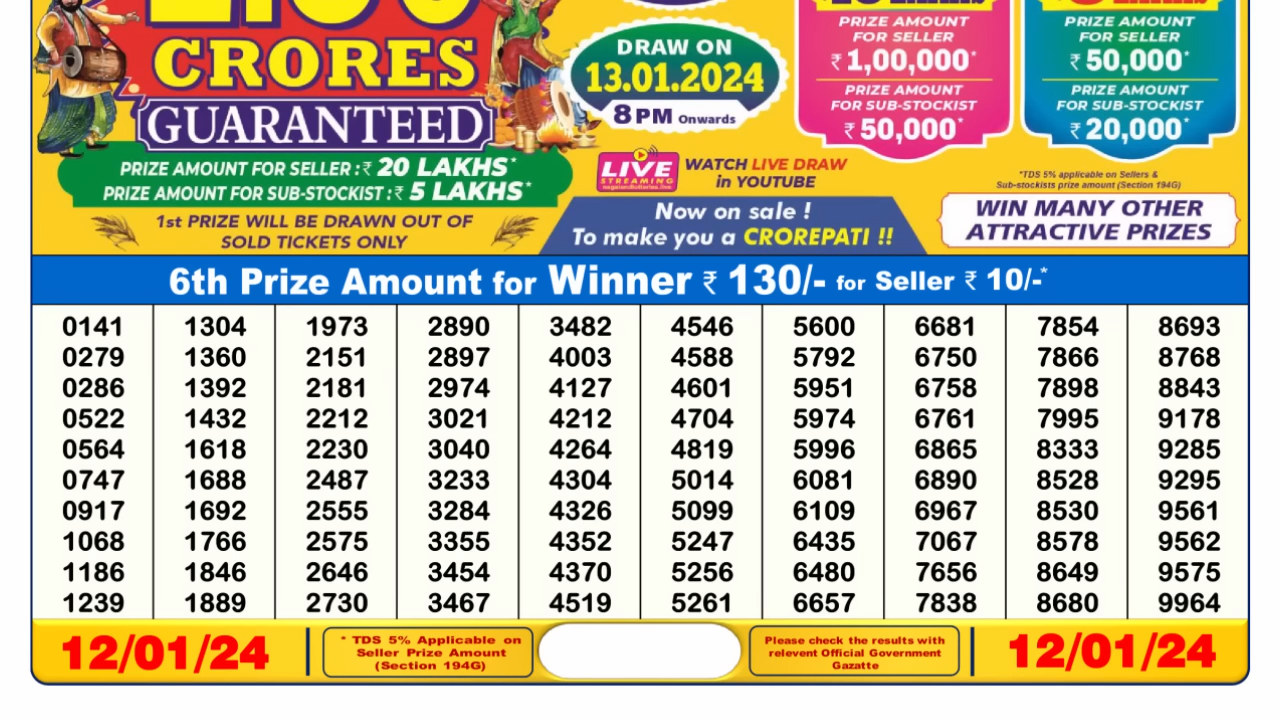 CRORES
GUARANTEED
PRIZE AMOUNT FOR SELLER :₹ 20 LAKHS*
PRIZE AMOUNT FOR SUB-STOCKIST :₹ 5 LAKHS*
1st PRIZE WILL BE DRAWN OUT OF
SOLD TICKETS ONLY
DRAW ON
13.01.2024
8 PM Onwards
LIVE
STREAMING
WATCH LIVE DRAW
in YOUTUBE
Now on sale !
To make you a CROREPATI !!
PRIZE AMOUNT
FOR SELLER
₹ 1,00,000*
PRIZE AMOUNT
FOR SUB-STOCKIST
₹ 50,000*
PRIZE AMOUNT
FOR SELLER
₹ 50,000*
PRIZE AMOUNT
FOR SUB-STOCKIST
₹ 20,000*
*TDS 5% applicable on Sellers &
Sub-stockists prize amount (Section 194G)
WIN MANY OTHER
ATTRACTIVE PRIZES
6th Prize Amount for Winner ₹ 130/- for Seller ₹ 10/-*
0141 1304 1973 2890 3482 4546 5600 6681 7854 8693
0279 1360 2151 2897 4003 4588 5792 6750 7866 8768
0286 1392 2181 2974 4127 4601 5951 6758 7898 8843
0522 1432 2212 3021 4212 4704 5974 6761 7995 9178
0564 1618 2230 3040 4264 4819 5996 6865 8333 9285
0747 1688 2487 3233 4304 5014 6081 6890 8528 9295
0917 1692 2555 3284 4326 5099 6109 6967 8530 9561
1068 1766 2575 3355 4352 5247 6435 7067 8578 9562
1186 1846 2646 3454 4370 5256 6480 7656 8649 9575
1239 1889 2730 3467 4519 5261 6657 7838 8680 9964
12/01/24
* TDS 5% Applicable on
Seller Prize Amount
(Section 194G)
Please check the results with
relevent Official Government
Gazatte
12/01/24